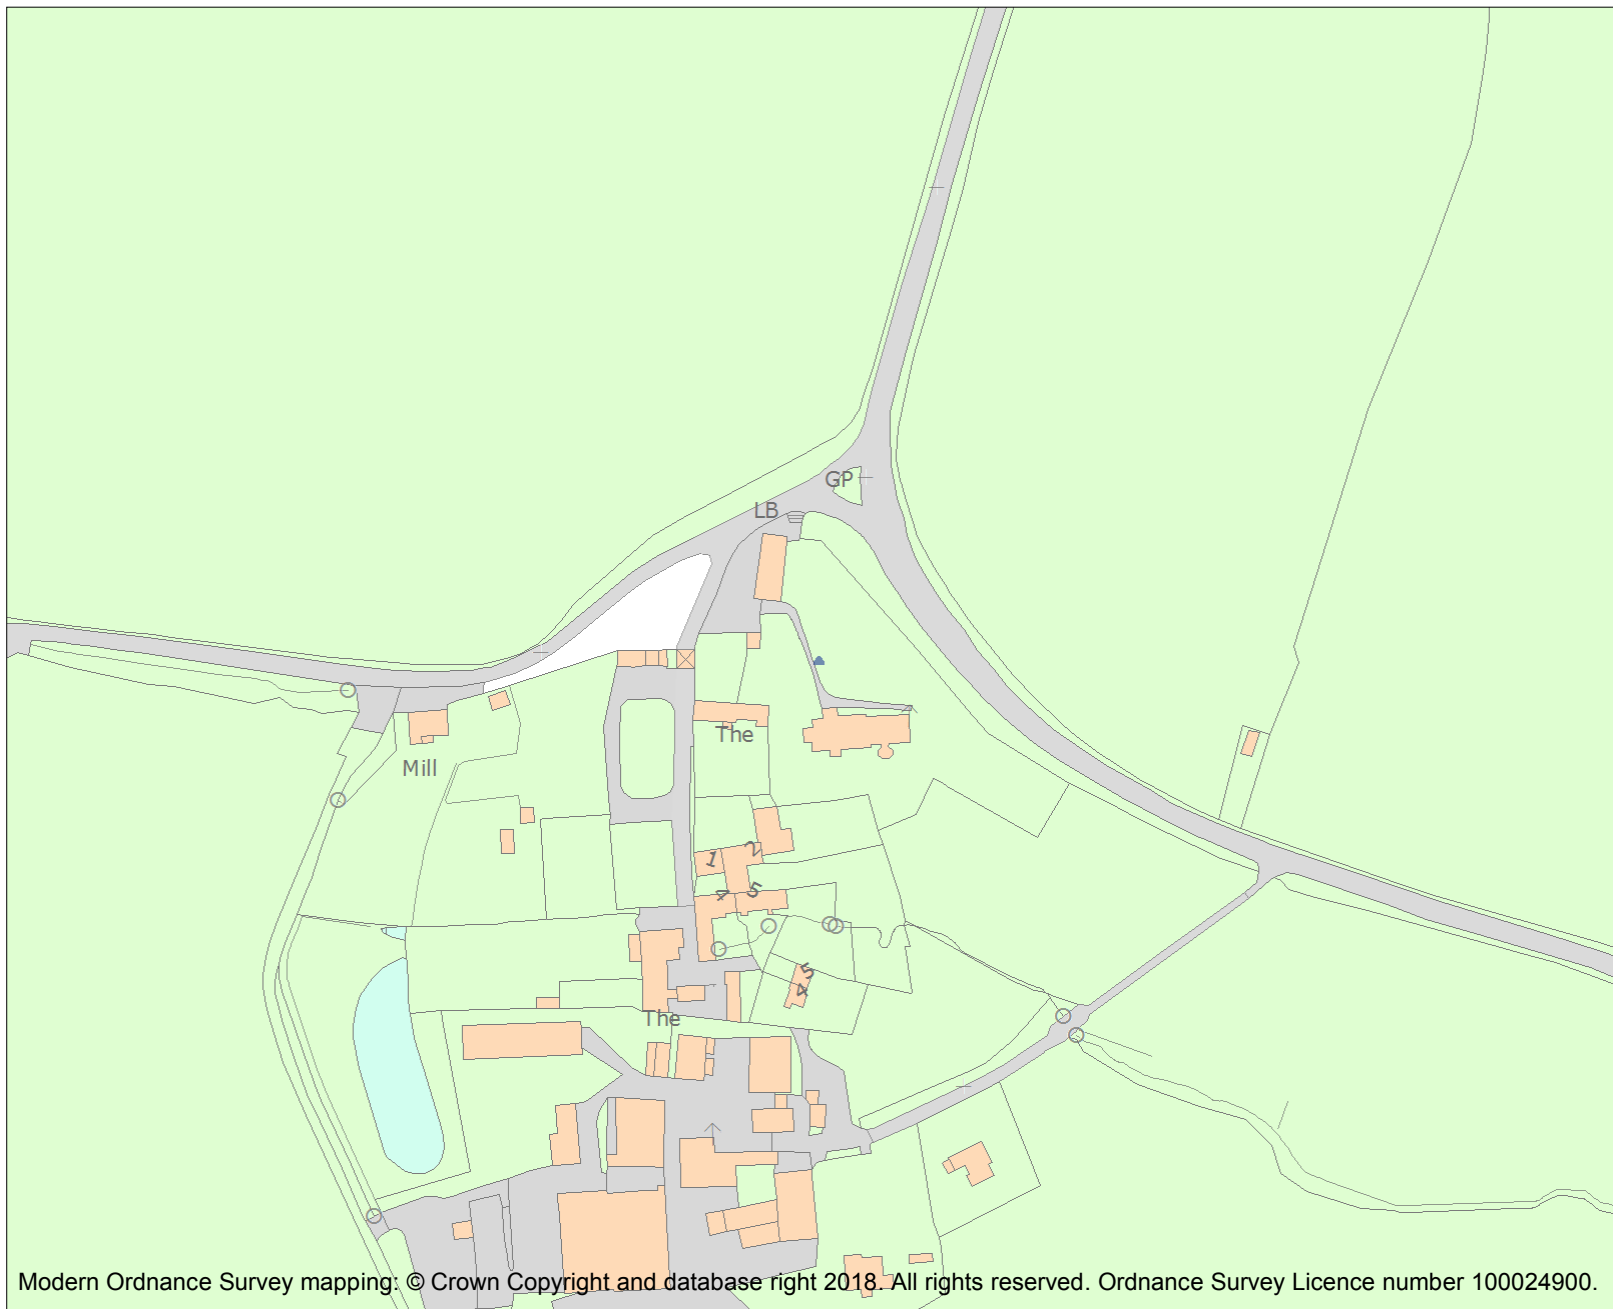 GP
LB
The
Mill
1
2
4
5
5
4
The
Modern Ordnance Survey mapping: © Crown Copyright and database right 2018. All rights reserved. Ordnance Survey Licence number 100024900.